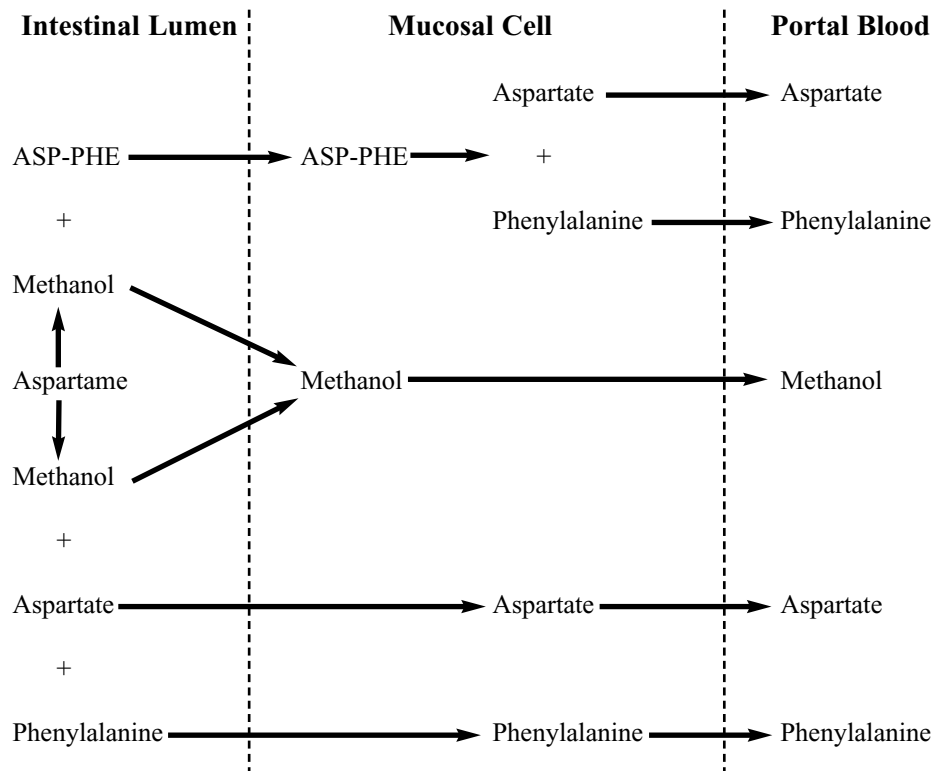 Intestinal Lumen Mucosal Cell Portal Blood
Aspartate Aspartate
ASP-PHE ASP-PHE +
+ Phenylalanine Phenylalanine
Methanol
Aspartame Methanol Methanol
Methanol
+
Aspartate Aspartate Aspartate
+
Phenylalanine Phenylalanine Phenylalanine